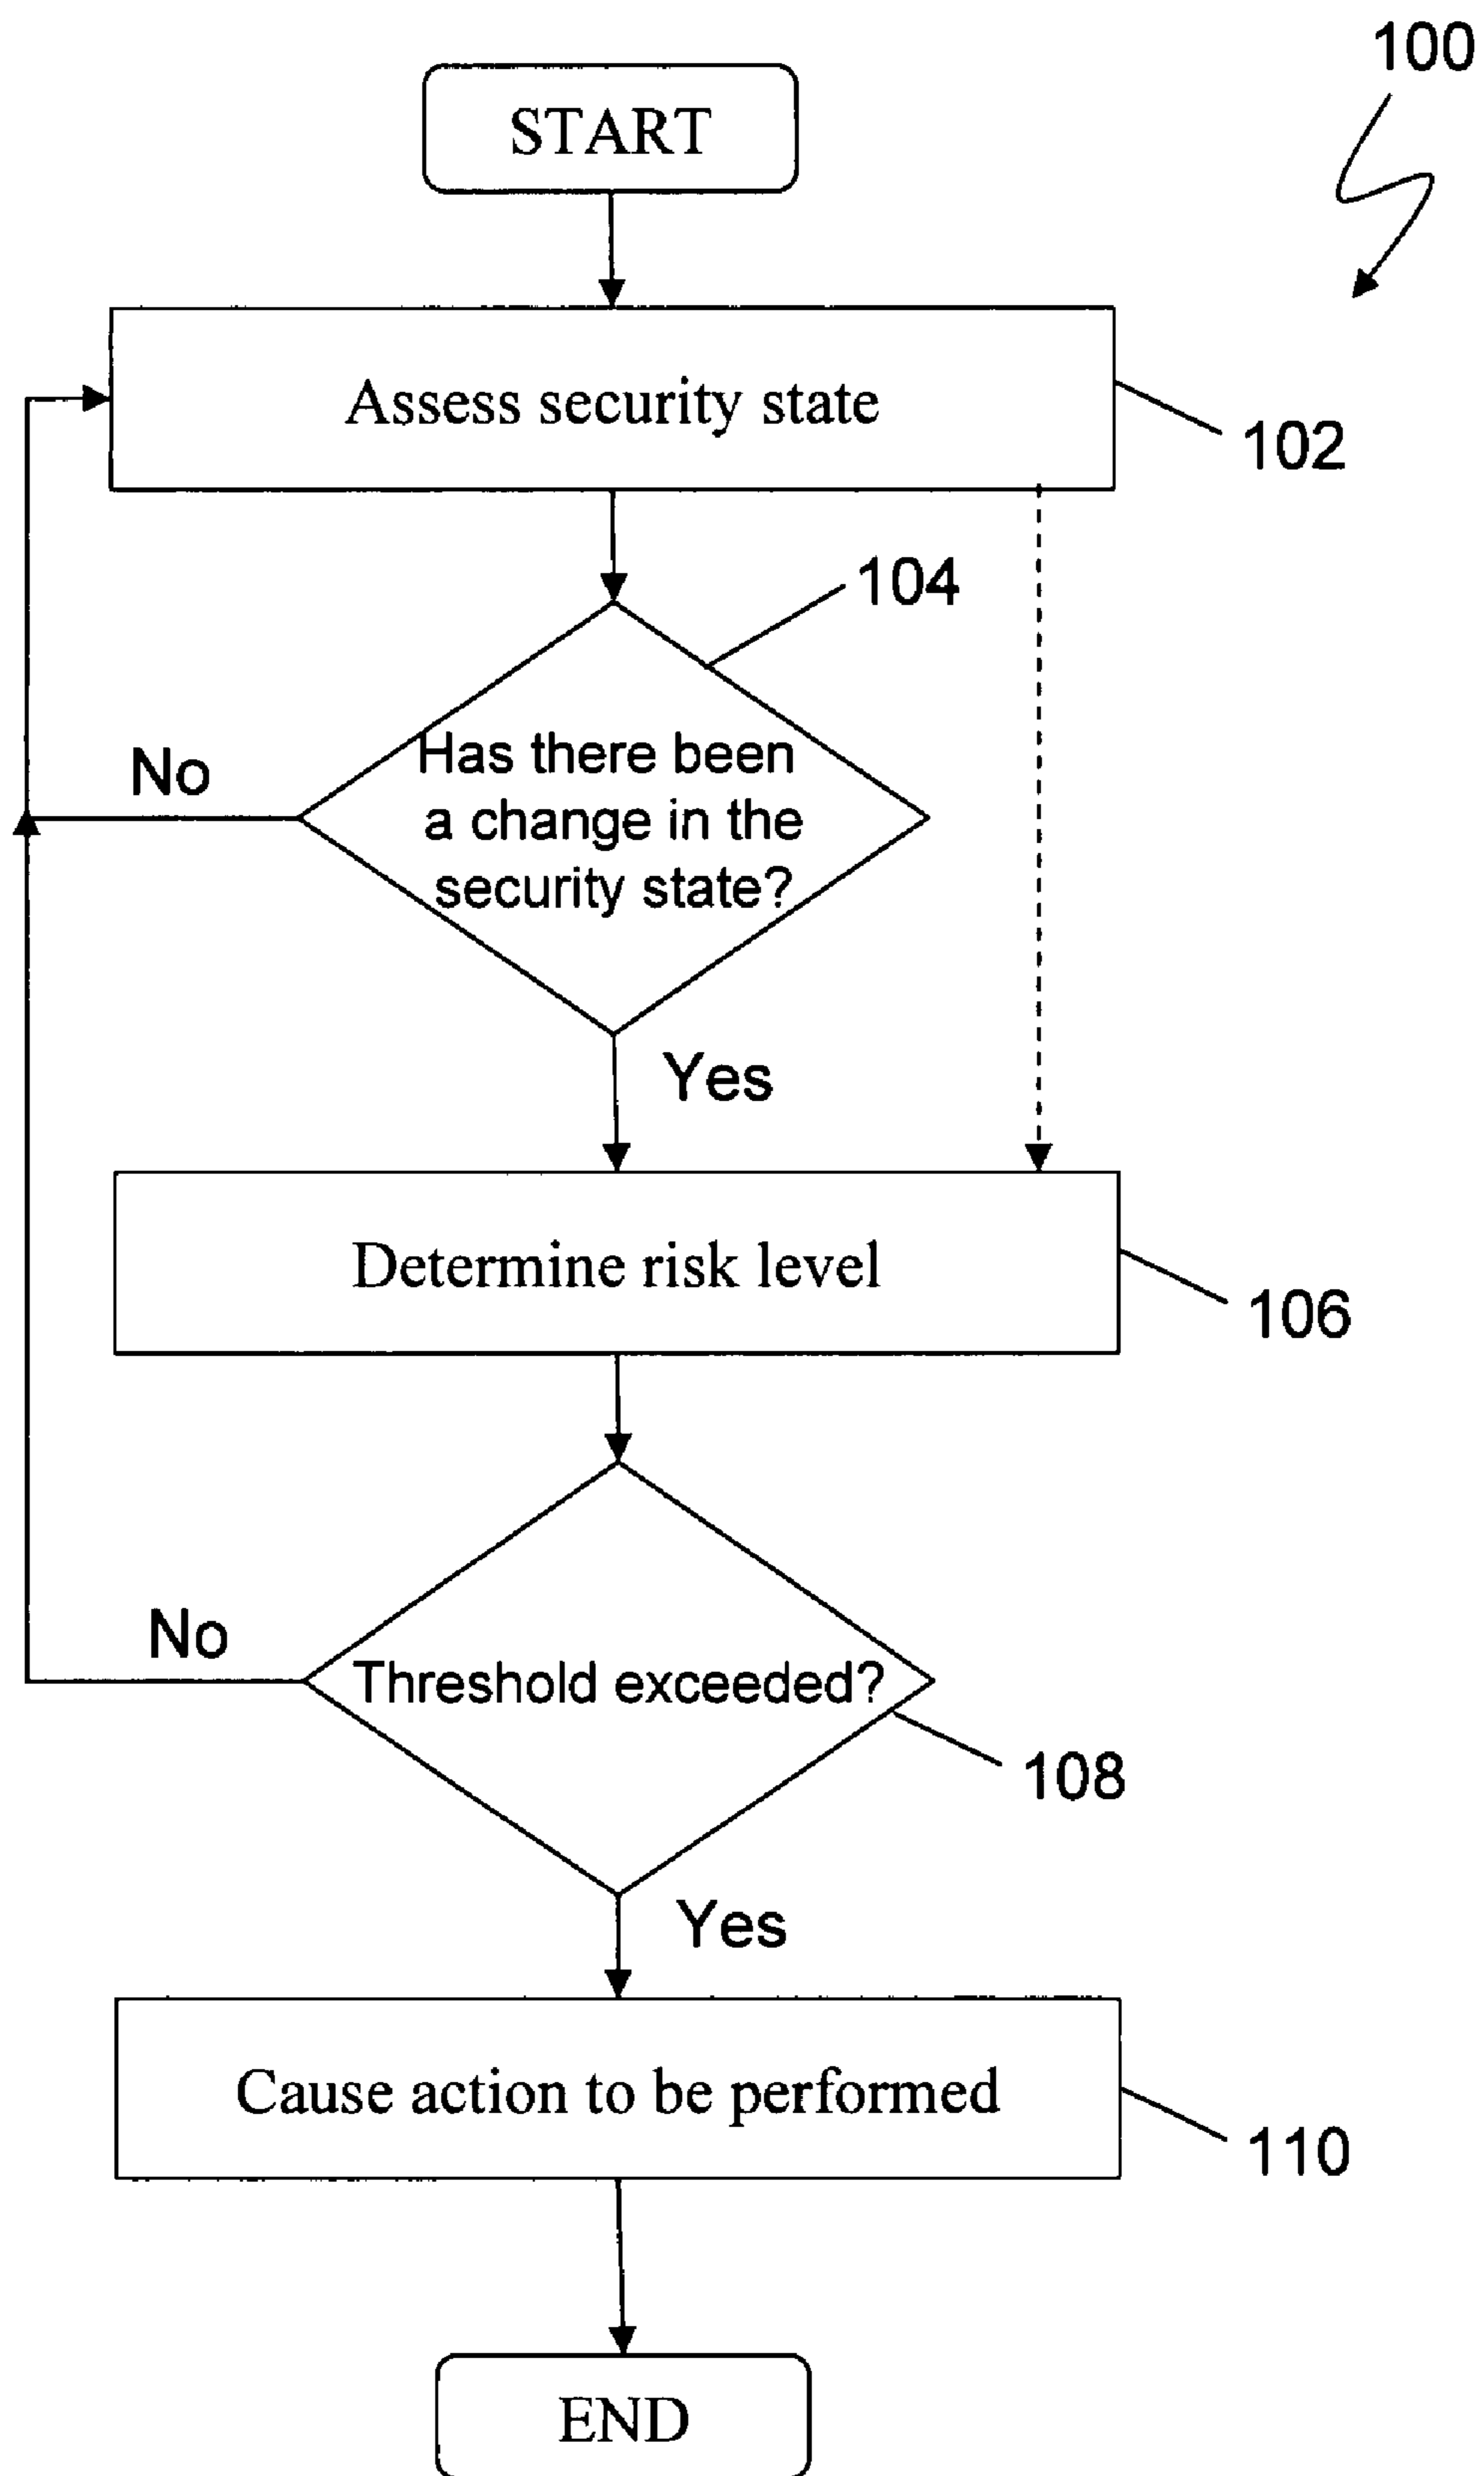 100
START
Assess security state
102
104
Has there been
a change in the
security state?
No
Yes
Determine risk level
106
No
Threshold exceeded?
108
Yes
Cause action to be performed
110
END